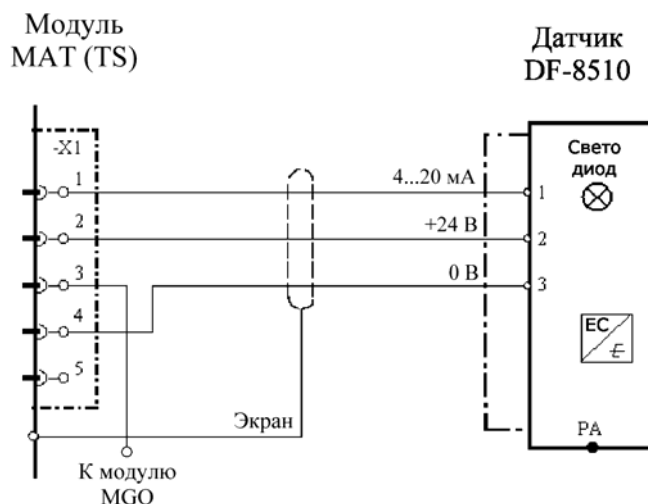 Модуль
MAT (TS)
Датчик
DF-8510
-X1
Свето
диод
1
4...20 мА
1
2
+24 В
2
3
0 В
3
4
EC
E
5
Экран
PA
К модулю
MGO